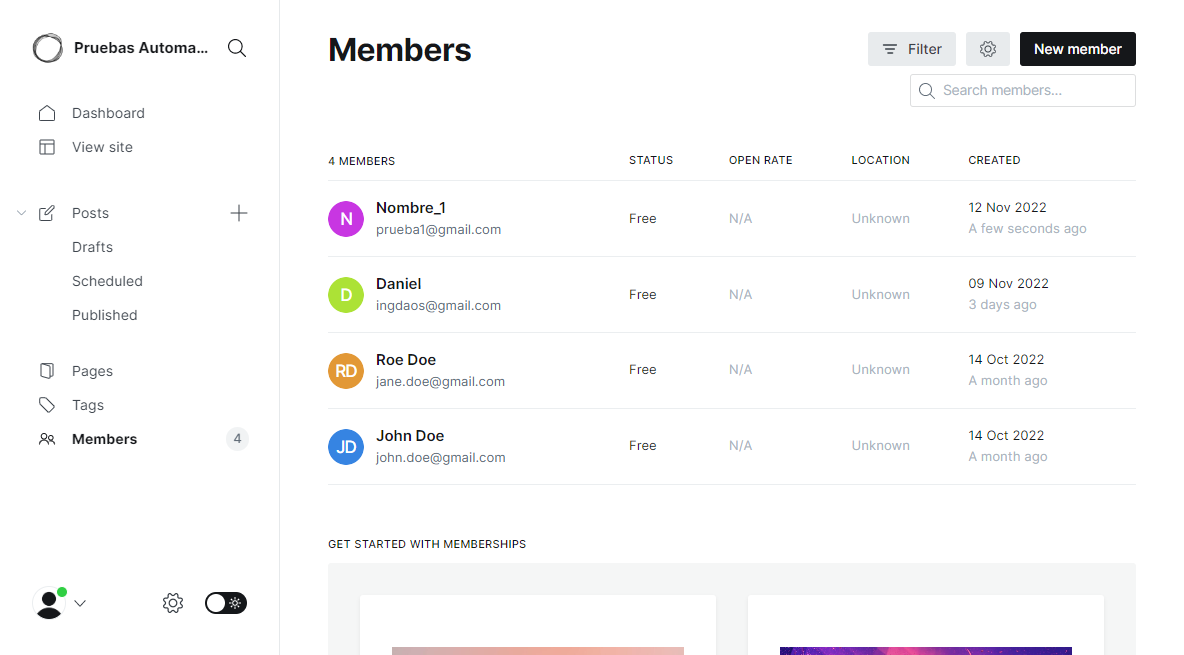 Pruebas Automa...
Dashboard
View site
Posts
Drafts
Scheduled
Published
Pages
Tags
Members
4
Members
Filter
New member
Search members...
4 MEMBERS STATUS OPEN RATE LOCATION CREATED
N Nombre_1 12 Nov 2022
prueba1@gmail.com Free N/A Unknown A few seconds ago
D Daniel 09 Nov 2022
ingdaos@gmail.com Free N/A Unknown 3 days ago
RD Roe Doe 14 Oct 2022
jane.doe@gmail.com Free N/A Unknown A month ago
JD John Doe 14 Oct 2022
john.doe@gmail.com Free N/A Unknown A month ago
GET STARTED WITH MEMBERSHIPS